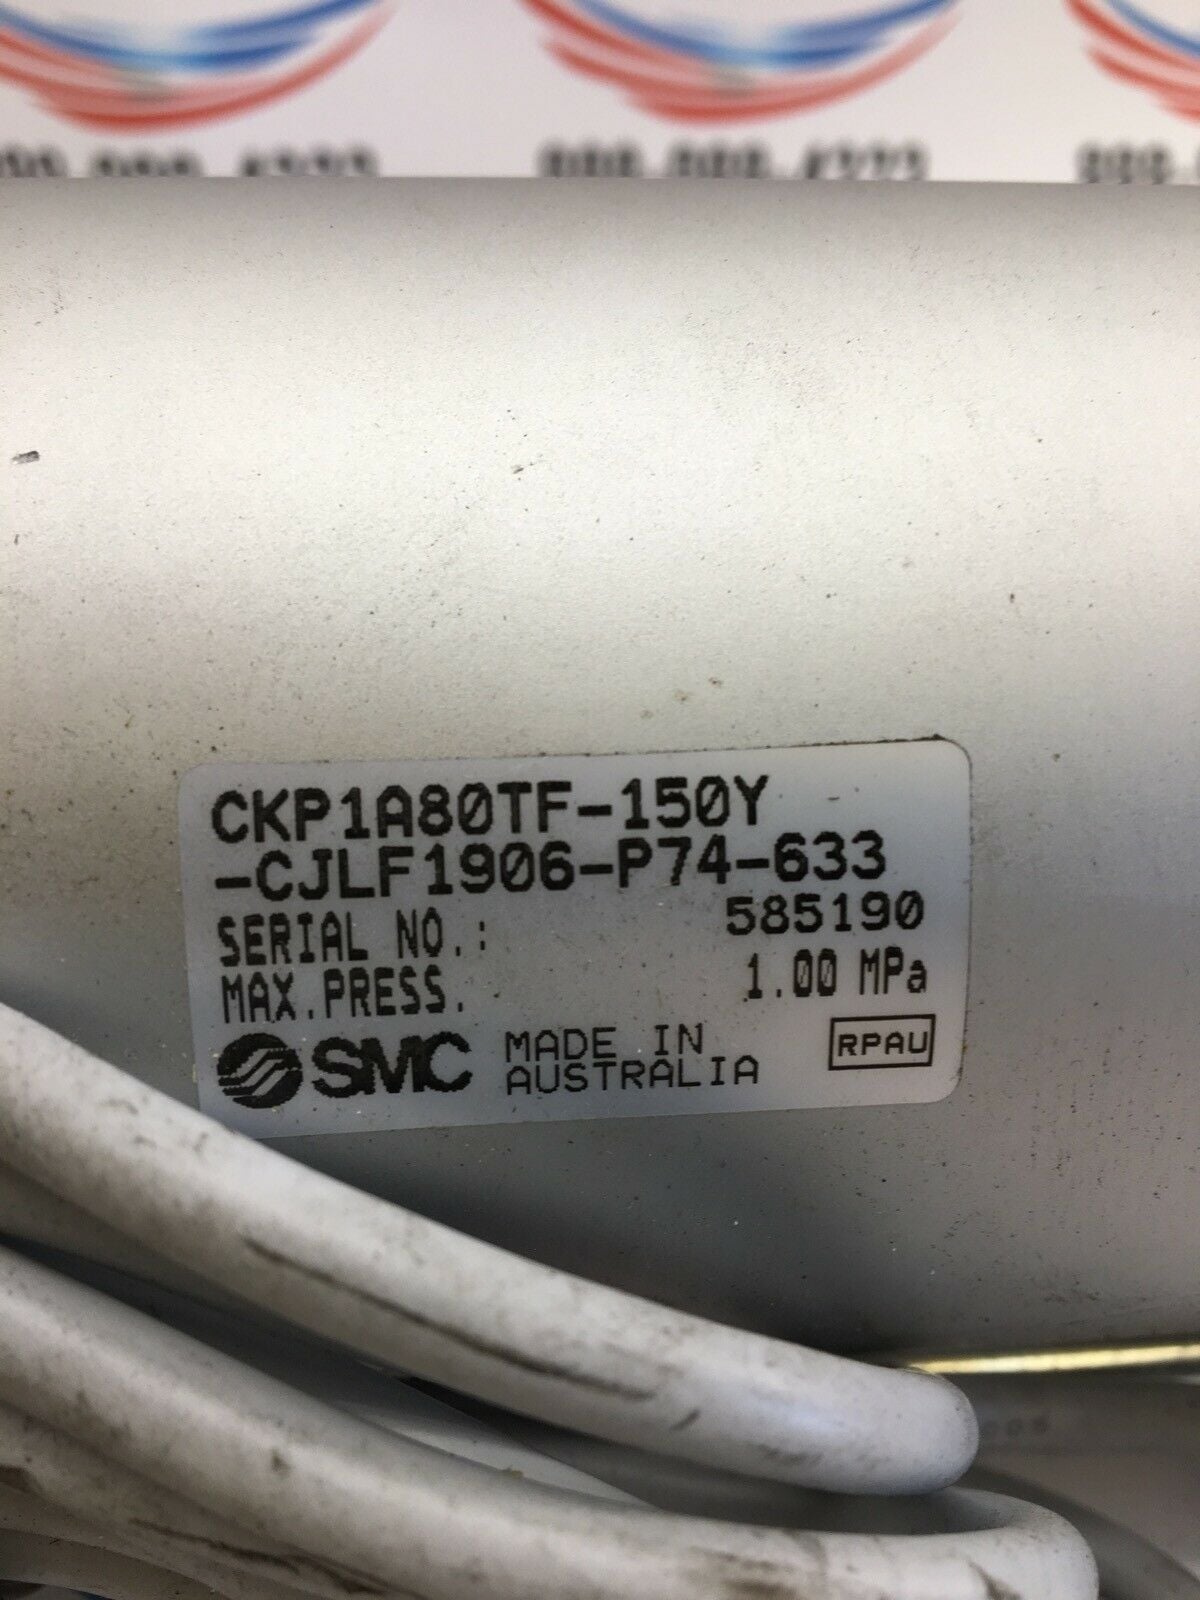 CKP1A80TF-150Y
-CJLF1906-P74-633
SERIAL NO.: 585190
MAX.PRESS. 1.00 MPa
SMC MADE IN AUSTRALIA RPAU